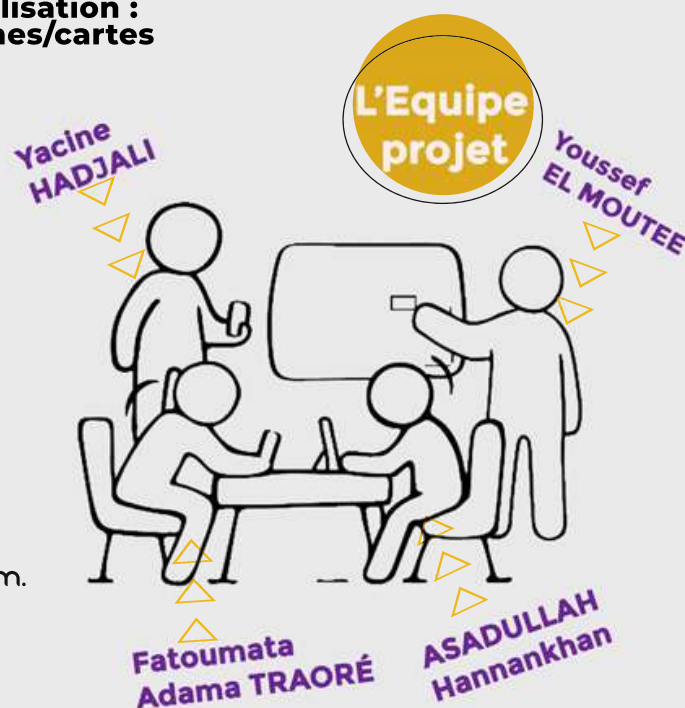 lisation :
nes/cartes
L'Equipe
projet
Yacine
HADJALI
Youssef
EL MOUTEE
m.
Fatoumata
Adama TRAORÉ
ASADULLAH
Hannankhan